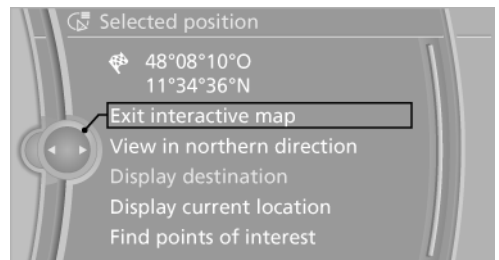 Selected position
48°08'10"O
11°34'36"N
Exit interactive map
View in northern direction
Display destination
Display current location
Find points of interest